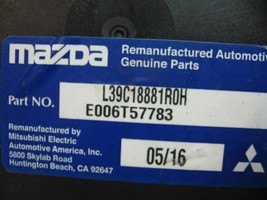 mazda
Remanufactured Automotive
Genuine Parts
Part NO.
L39C18881R0H
E006T57783
Remanufactured by
Mitsubishi Electric
Automotive America, Inc.
5800 Skylab Road
Huntington Beach, CA 92647
05/16